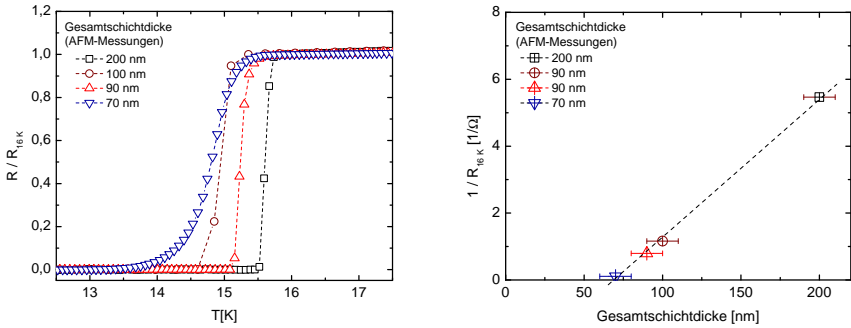 Gesamtschichtdicke
(AFM-Messungen)
200 nm
100 nm
90 nm
70 nm
1,2
1,0
0,8
0,6
0,4
0,2
0,0
R / R16 K
13 14 15 16 17
T[K]
Gesamtschichtdicke
(AFM-Messungen)
200 nm
90 nm
90 nm
70 nm
8
6
4
2
0
1 / R16 K [1/Ω]
0 50 100 150 200
Gesamtschichtdicke [nm]